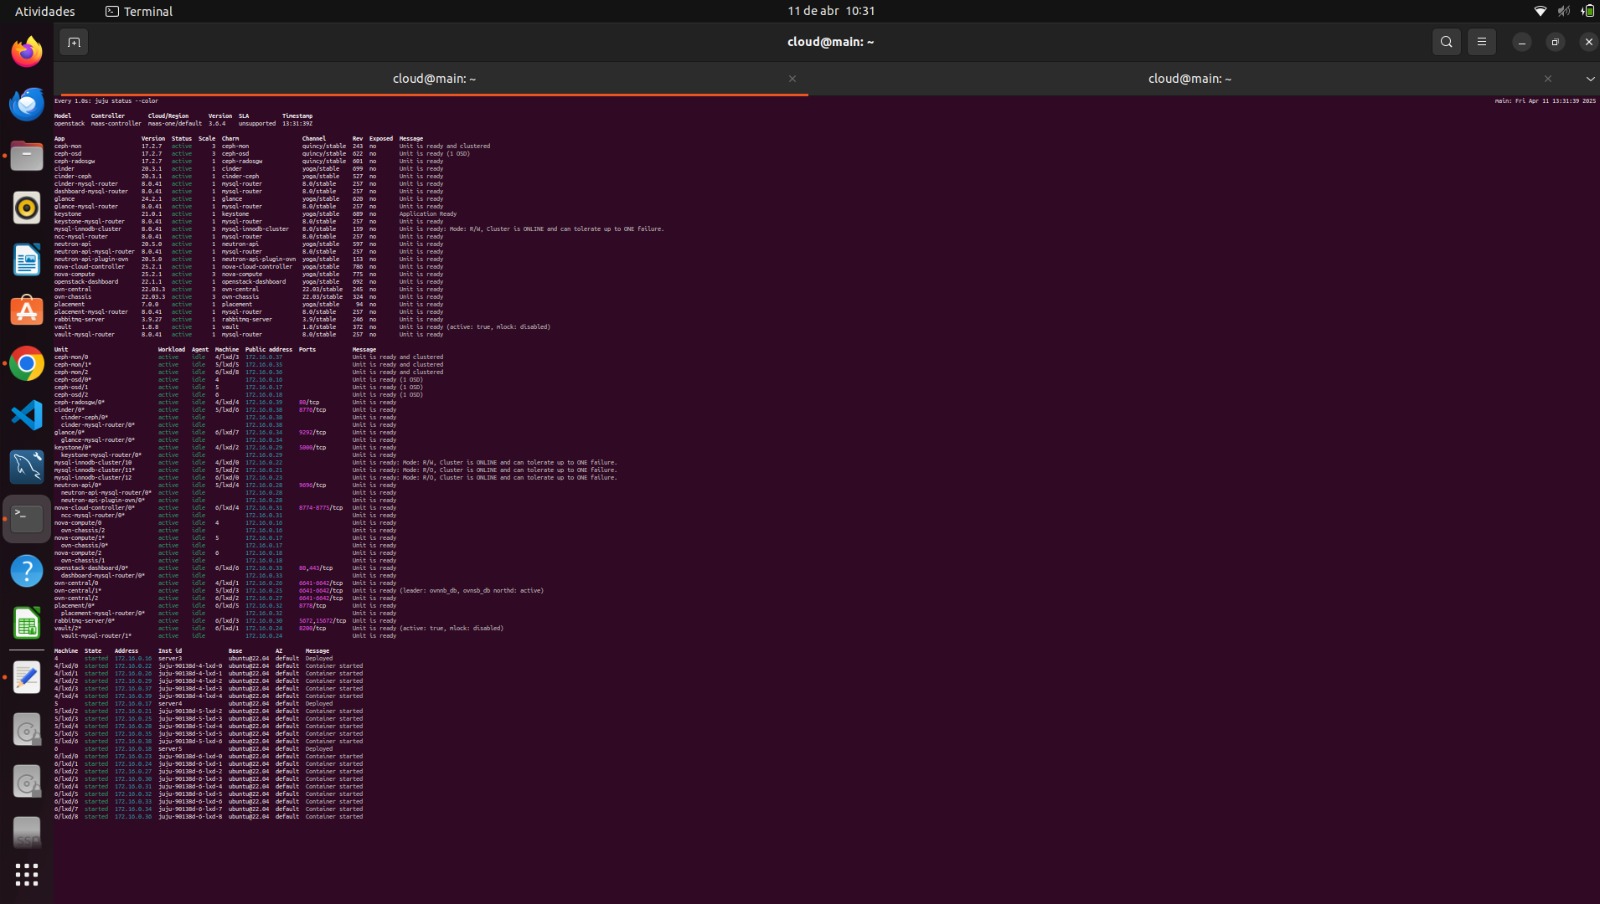 Atividades Terminal 11 de abr 10:31
cloud@main: ~
cloud@main: ~ cloud@main: ~
Every 1.0s: juju status --color main: Fri Apr 11 13:31:39 2025
Model Controller Cloud/Region Version SLA Timestamp
openstack maas-controller maas-one/default 3.6.4 unsupported 13:31:39Z
App Version Status Scale Charm Channel Rev Exposed Message
ceph-mon 17.2.7 active 3 ceph-mon quincy/stable 243 no Unit is ready and clustered
ceph-osd 17.2.7 active 3 ceph-osd quincy/stable 622 no Unit is ready (1 OSD)
ceph-radosgw 17.2.7 active 1 ceph-radosgw quincy/stable 601 no Unit is ready
cinder 20.3.1 active 1 cinder yoga/stable 699 no Unit is ready
cinder-ceph 20.3.1 active 1 cinder-ceph yoga/stable 527 no Unit is ready
cinder-mysql-router 8.0.41 active 1 mysql-router 8.0/stable 257 no Unit is ready
dashboard-mysql-router 8.0.41 active 1 mysql-router 8.0/stable 257 no Unit is ready
glance 24.2.1 active 1 glance yoga/stable 620 no Unit is ready
glance-mysql-router 8.0.41 active 1 mysql-router 8.0/stable 257 no Unit is ready
keystone 21.0.1 active 1 keystone yoga/stable 689 no Application Ready
keystone-mysql-router 8.0.41 active 1 mysql-router 8.0/stable 257 no Unit is ready
mysql-innodb-cluster 8.0.41 active 3 mysql-innodb-cluster 8.0/stable 159 no Unit is ready: Mode: R/W, Cluster is ONLINE and can tolerate up to ONE failure.
ncc-mysql-router 8.0.41 active 1 mysql-router 8.0/stable 257 no Unit is ready
neutron-api 20.5.0 active 1 neutron-api yoga/stable 597 no Unit is ready
neutron-api-mysql-router 8.0.41 active 1 mysql-router 8.0/stable 257 no Unit is ready
neutron-api-plugin-ovn 20.5.0 active 1 neutron-api-plugin-ovn yoga/stable 153 no Unit is ready
nova-cloud-controller 25.2.1 active 1 nova-cloud-controller yoga/stable 786 no Unit is ready
nova-compute 25.2.1 active 3 nova-compute yoga/stable 775 no Unit is ready
openstack-dashboard 22.1.1 active 1 openstack-dashboard yoga/stable 692 no Unit is ready
ovn-central 22.03.3 active 3 ovn-central 22.03/stable 245 no Unit is ready
ovn-chassis 22.03.3 active 3 ovn-chassis 22.03/stable 324 no Unit is ready
placement 7.0.0 active 1 placement yoga/stable 94 no Unit is ready
placement-mysql-router 8.0.41 active 1 mysql-router 8.0/stable 257 no Unit is ready
rabbitmq-server 3.9.27 active 1 rabbitmq-server 3.9/stable 246 no Unit is ready
vault 1.8.8 active 1 vault 1.8/stable 372 no Unit is ready (active: true, mlock: disabled)
vault-mysql-router 8.0.41 active 1 mysql-router 8.0/stable 257 no Unit is ready
Unit Workload Agent Machine Public address Ports Message
ceph-mon/0 active idle 4/lxd/3 172.16.0.37 Unit is ready and clustered
ceph-mon/1* active idle 5/lxd/5 172.16.0.35 Unit is ready and clustered
ceph-mon/2 active idle 6/lxd/8 172.16.0.36 Unit is ready and clustered
ceph-osd/0* active idle 4 172.16.0.16 Unit is ready (1 OSD)
ceph-osd/1 active idle 5 172.16.0.17 Unit is ready (1 OSD)
ceph-osd/2 active idle 6 172.16.0.18 Unit is ready (1 OSD)
ceph-radosgw/0* active idle 4/lxd/4 172.16.0.39 80/tcp Unit is ready
cinder/0* active idle 5/lxd/6 172.16.0.38 8776/tcp Unit is ready
cinder-ceph/0* active idle 172.16.0.38 Unit is ready
cinder-mysql-router/0* active idle 172.16.0.38 Unit is ready
glance/0* active idle 6/lxd/7 172.16.0.34 9292/tcp Unit is ready
glance-mysql-router/0* active idle 172.16.0.34 Unit is ready
keystone/0* active idle 4/lxd/2 172.16.0.29 5000/tcp Unit is ready
keystone-mysql-router/0* active idle 172.16.0.29 Unit is ready
mysql-innodb-cluster/10 active idle 4/lxd/0 172.16.0.22 Unit is ready: Mode: R/W, Cluster is ONLINE and can tolerate up to ONE failure.
mysql-innodb-cluster/11* active idle 5/lxd/2 172.16.0.21 Unit is ready: Mode: R/O, Cluster is ONLINE and can tolerate up to ONE failure.
mysql-innodb-cluster/12 active idle 6/lxd/0 172.16.0.23 Unit is ready: Mode: R/O, Cluster is ONLINE and can tolerate up to ONE failure.
neutron-api/0* active idle 5/lxd/4 172.16.0.28 9696/tcp Unit is ready
neutron-api-mysql-router/0* active idle 172.16.0.28 Unit is ready
neutron-api-plugin-ovn/0* active idle 172.16.0.28 Unit is ready
nova-cloud-controller/0* active idle 6/lxd/4 172.16.0.31 8774-8775/tcp Unit is ready
ncc-mysql-router/0* active idle 172.16.0.31 Unit is ready
nova-compute/0 active idle 4 172.16.0.16 Unit is ready
ovn-chassis/2 active idle 172.16.0.16 Unit is ready
nova-compute/1* active idle 5 172.16.0.17 Unit is ready
ovn-chassis/0* active idle 172.16.0.17 Unit is ready
nova-compute/2 active idle 6 172.16.0.18 Unit is ready
ovn-chassis/1 active idle 172.16.0.18 Unit is ready
openstack-dashboard/0* active idle 6/lxd/6 172.16.0.33 80,443/tcp Unit is ready
dashboard-mysql-router/0* active idle 172.16.0.33 Unit is ready
ovn-central/0 active idle 4/lxd/1 172.16.0.26 6641-6642/tcp Unit is ready
ovn-central/1* active idle 5/lxd/3 172.16.0.25 6641-6642/tcp Unit is ready (leader: ovnnb_db, ovnsb_db northd: active)
ovn-central/2 active idle 6/lxd/2 172.16.0.27 6641-6642/tcp Unit is ready
placement/0* active idle 6/lxd/5 172.16.0.32 8778/tcp Unit is ready
placement-mysql-router/0* active idle 172.16.0.32 Unit is ready
rabbitmq-server/0* active idle 6/lxd/3 172.16.0.30 5672,15672/tcp Unit is ready
vault/2* active idle 6/lxd/1 172.16.0.24 8200/tcp Unit is ready (active: true, mlock: disabled)
vault-mysql-router/1* active idle 172.16.0.24 Unit is ready
Machine State Address Inst id Base AZ Message
4 started 172.16.0.16 server3 ubuntu@22.04 default Deployed
4/lxd/0 started 172.16.0.22 juju-90138d-4-lxd-0 ubuntu@22.04 default Container started
4/lxd/1 started 172.16.0.26 juju-90138d-4-lxd-1 ubuntu@22.04 default Container started
4/lxd/2 started 172.16.0.29 juju-90138d-4-lxd-2 ubuntu@22.04 default Container started
4/lxd/3 started 172.16.0.37 juju-90138d-4-lxd-3 ubuntu@22.04 default Container started
4/lxd/4 started 172.16.0.39 juju-90138d-4-lxd-4 ubuntu@22.04 default Container started
5 started 172.16.0.17 server4 ubuntu@22.04 default Deployed
5/lxd/2 started 172.16.0.21 juju-90138d-5-lxd-2 ubuntu@22.04 default Container started
5/lxd/3 started 172.16.0.25 juju-90138d-5-lxd-3 ubuntu@22.04 default Container started
5/lxd/4 started 172.16.0.28 juju-90138d-5-lxd-4 ubuntu@22.04 default Container started
5/lxd/5 started 172.16.0.35 juju-90138d-5-lxd-5 ubuntu@22.04 default Container started
5/lxd/6 started 172.16.0.38 juju-90138d-5-lxd-6 ubuntu@22.04 default Container started
6 started 172.16.0.18 server5 ubuntu@22.04 default Deployed
6/lxd/0 started 172.16.0.23 juju-90138d-6-lxd-0 ubuntu@22.04 default Container started
6/lxd/1 started 172.16.0.24 juju-90138d-6-lxd-1 ubuntu@22.04 default Container started
6/lxd/2 started 172.16.0.27 juju-90138d-6-lxd-2 ubuntu@22.04 default Container started
6/lxd/3 started 172.16.0.30 juju-90138d-6-lxd-3 ubuntu@22.04 default Container started
6/lxd/4 started 172.16.0.31 juju-90138d-6-lxd-4 ubuntu@22.04 default Container started
6/lxd/5 started 172.16.0.32 juju-90138d-6-lxd-5 ubuntu@22.04 default Container started
6/lxd/6 started 172.16.0.33 juju-90138d-6-lxd-6 ubuntu@22.04 default Container started
6/lxd/7 started 172.16.0.34 juju-90138d-6-lxd-7 ubuntu@22.04 default Container started
6/lxd/8 started 172.16.0.36 juju-90138d-6-lxd-8 ubuntu@22.04 default Container started